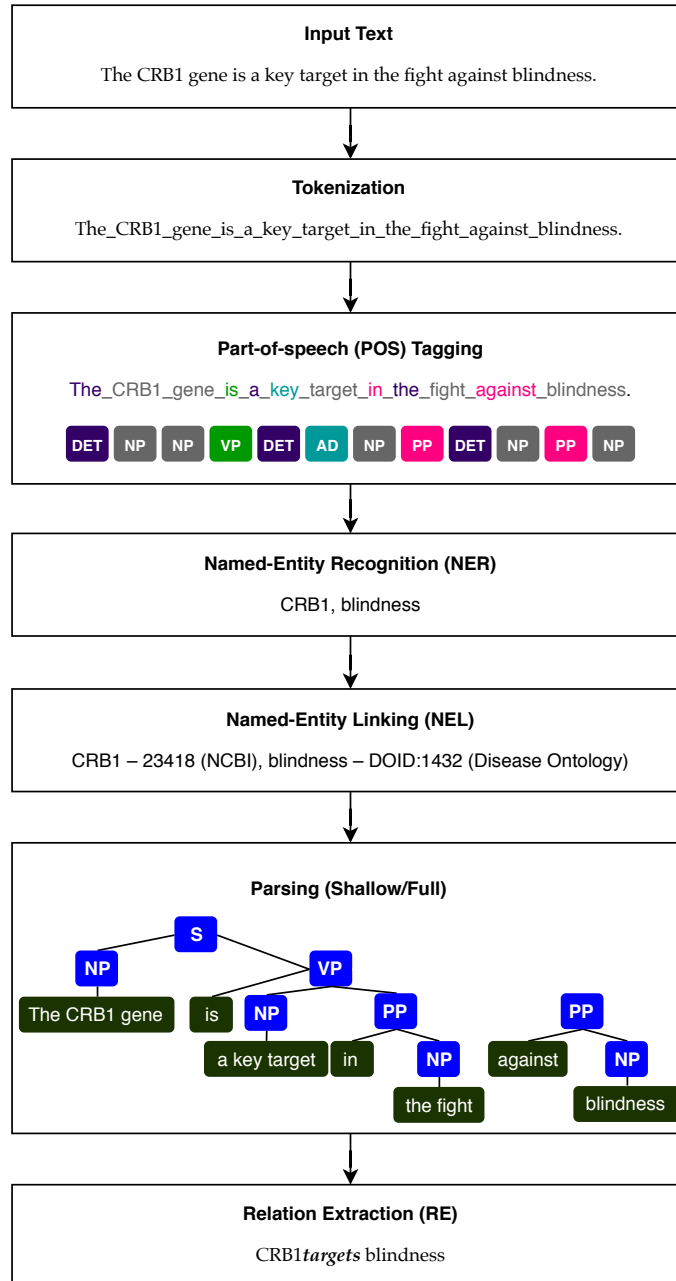 Input Text
The CRB1 gene is a key target in the fight against blindness.
Tokenization
The_CRB1_gene_is_a_key_target_in_the_fight_against_blindness.
Part-of-speech (POS) Tagging
The_CRB1_gene_is_a_key_target_in_the_fight_against_blindness.
DET NP NP VP DET AD NP PP DET NP PP NP
Named-Entity Recognition (NER)
CRB1, blindness
Named-Entity Linking (NEL)
CRB1 – 23418 (NCBI), blindness – DOID:1432 (Disease Ontology)
Parsing (Shallow/Full)
S
NP VP
The CRB1 gene is NP PP PP
a key target in NP against NP
the fight blindness
Relation Extraction (RE)
CRB1targets blindness